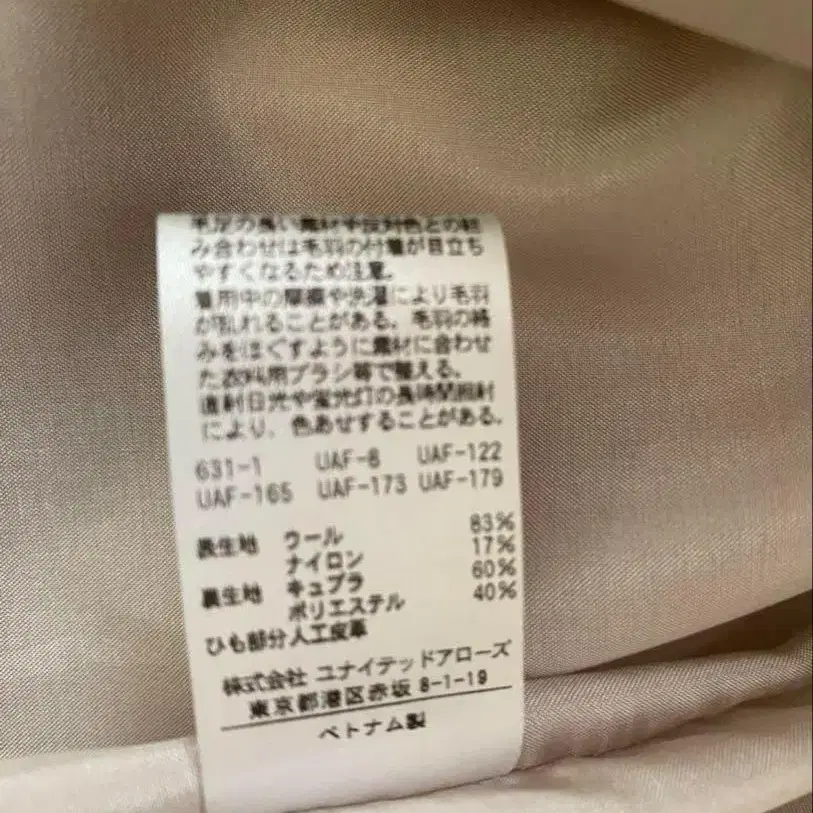 毛足の長い素材や反対色との組
み合わせは毛羽の付着が目立ち
やすくなるため注意。
着用中の摩擦や洗濯により毛羽
が乱れることがある。毛羽の絡
みをほぐすように素材に合わせ
た衣料用ブラシ等で整える。
直射日光や蛍光灯の長時間照射
により、色あせすることがある。
631-1 UAF-8 UAF-122
UAF-165 UAF-173 UAF-179
表生地 ウール 83%
ナイロン 17%
裏生地 キュプラ 60%
ポリエステル 40%
ひも部分人工皮革
株式会社 ユナイテッドアローズ
東京都港区赤坂 8-1-19
ベトナム製